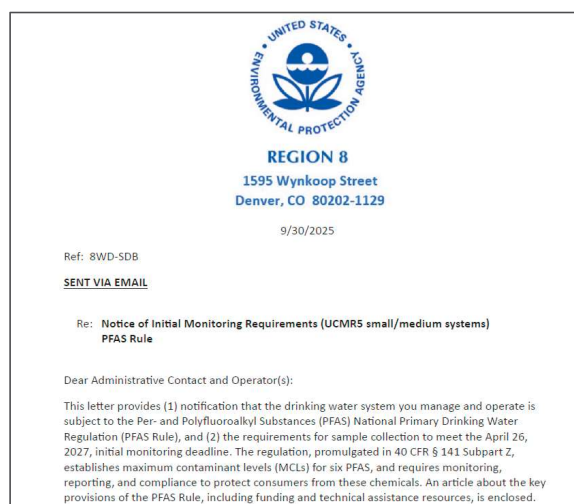 UNITED STATES
ENVIRONMENTAL PROTECTION AGENCY
REGION 8
1595 Wynkoop Street
Denver, CO 80202-1129
9/30/2025
Ref: 8WD-SDB
SENT VIA EMAIL
Re: Notice of Initial Monitoring Requirements (UCMR5 small/medium systems)
PFAS Rule
Dear Administrative Contact and Operator(s):
This letter provides (1) notification that the drinking water system you manage and operate is
subject to the Per- and Polyfluoroalkyl Substances (PFAS) National Primary Drinking Water
Regulation (PFAS Rule), and (2) the requirements for sample collection to meet the April 26,
2027, initial monitoring deadline. The regulation, promulgated in 40 CFR § 141 Subpart Z,
establishes maximum contaminant levels (MCLs) for six PFAS, and requires monitoring,
reporting, and compliance to protect consumers from these chemicals. An article about the key
provisions of the PFAS Rule, including funding and technical assistance resources, is enclosed.